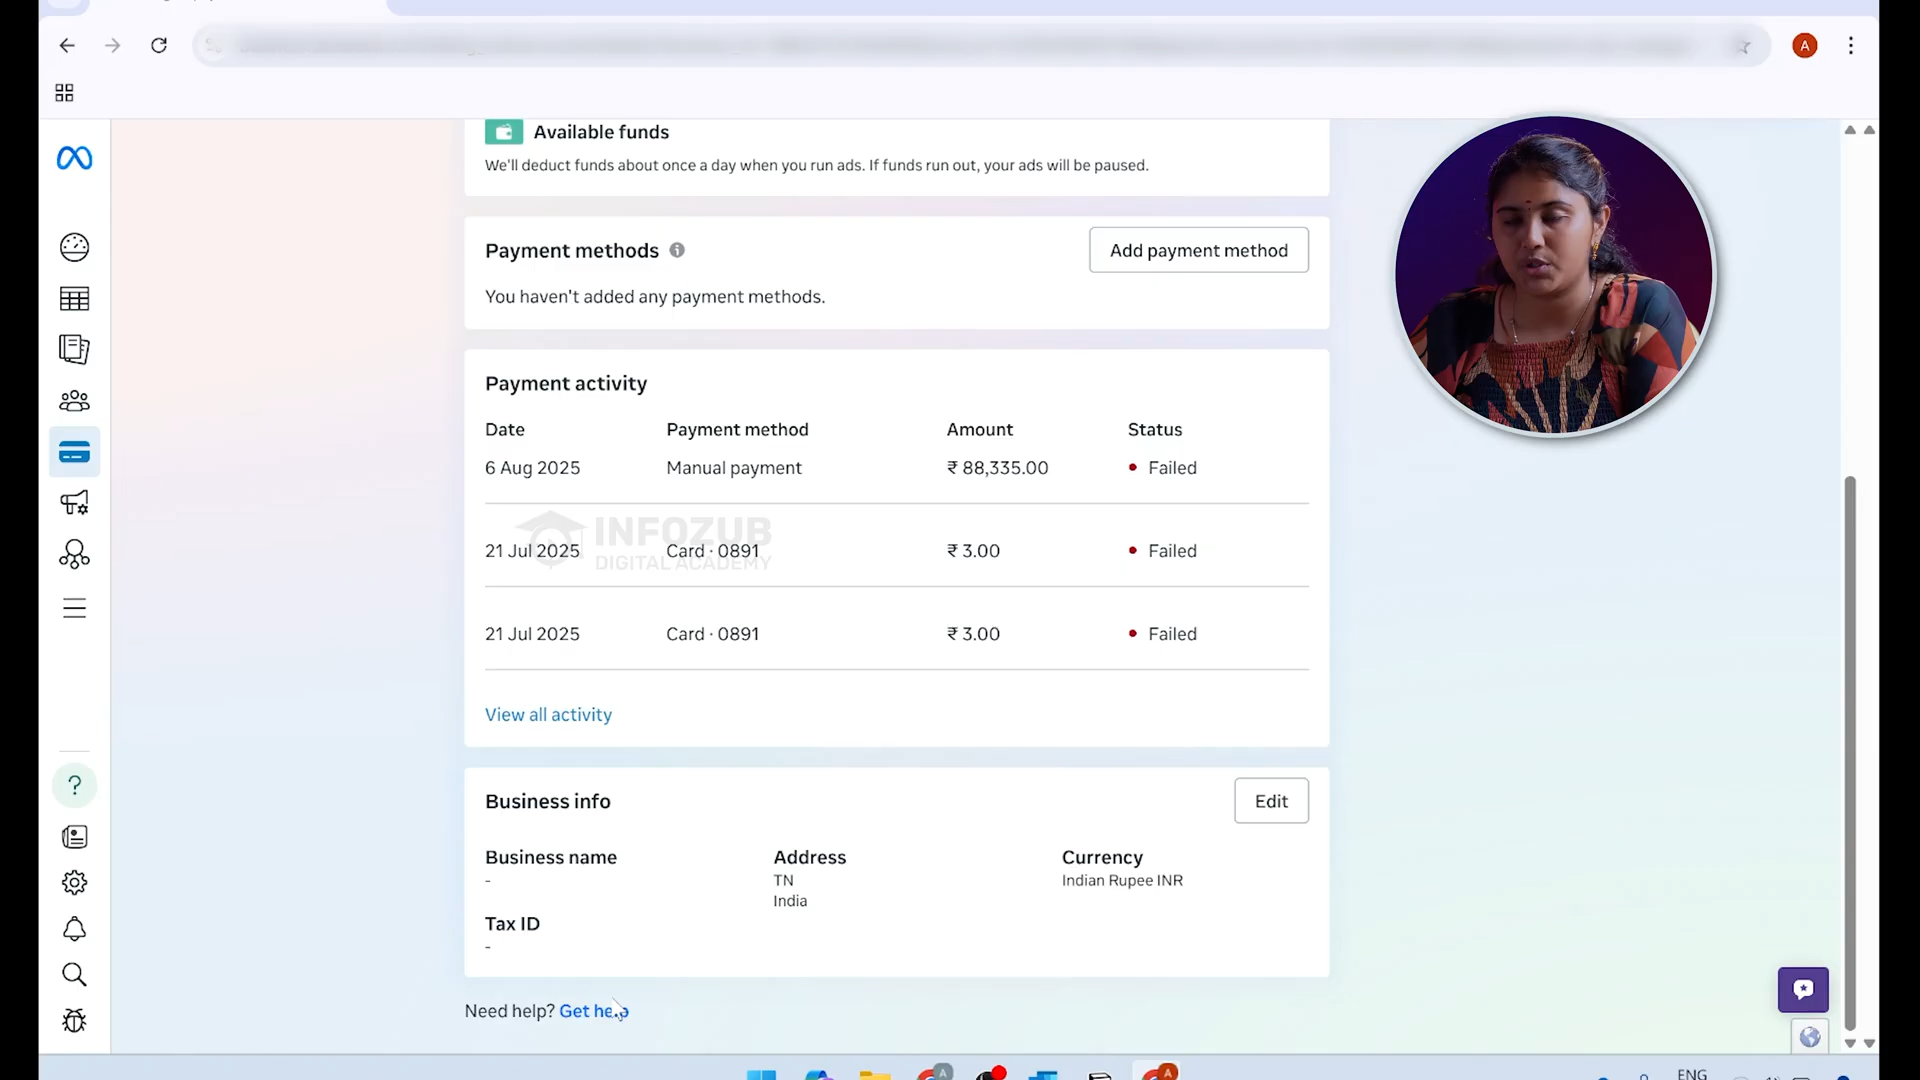 A
Available funds
We'll deduct funds about once a day when you run ads. If funds run out, your ads will be paused.
Payment methods
Add payment method
You haven't added any payment methods.
Payment activity
Date Payment method Amount Status
6 Aug 2025 Manual payment ₹ 88,335.00 Failed
INFOZUB
DIGITAL ACADEMY
21 Jul 2025 Card · 0891 ₹ 3.00 Failed
21 Jul 2025 Card · 0891 ₹ 3.00 Failed
View all activity
Business info
Edit
Business name Address Currency
- TN Indian Rupee INR
India
Tax ID
-
Need help? Get help
A
A
ENG